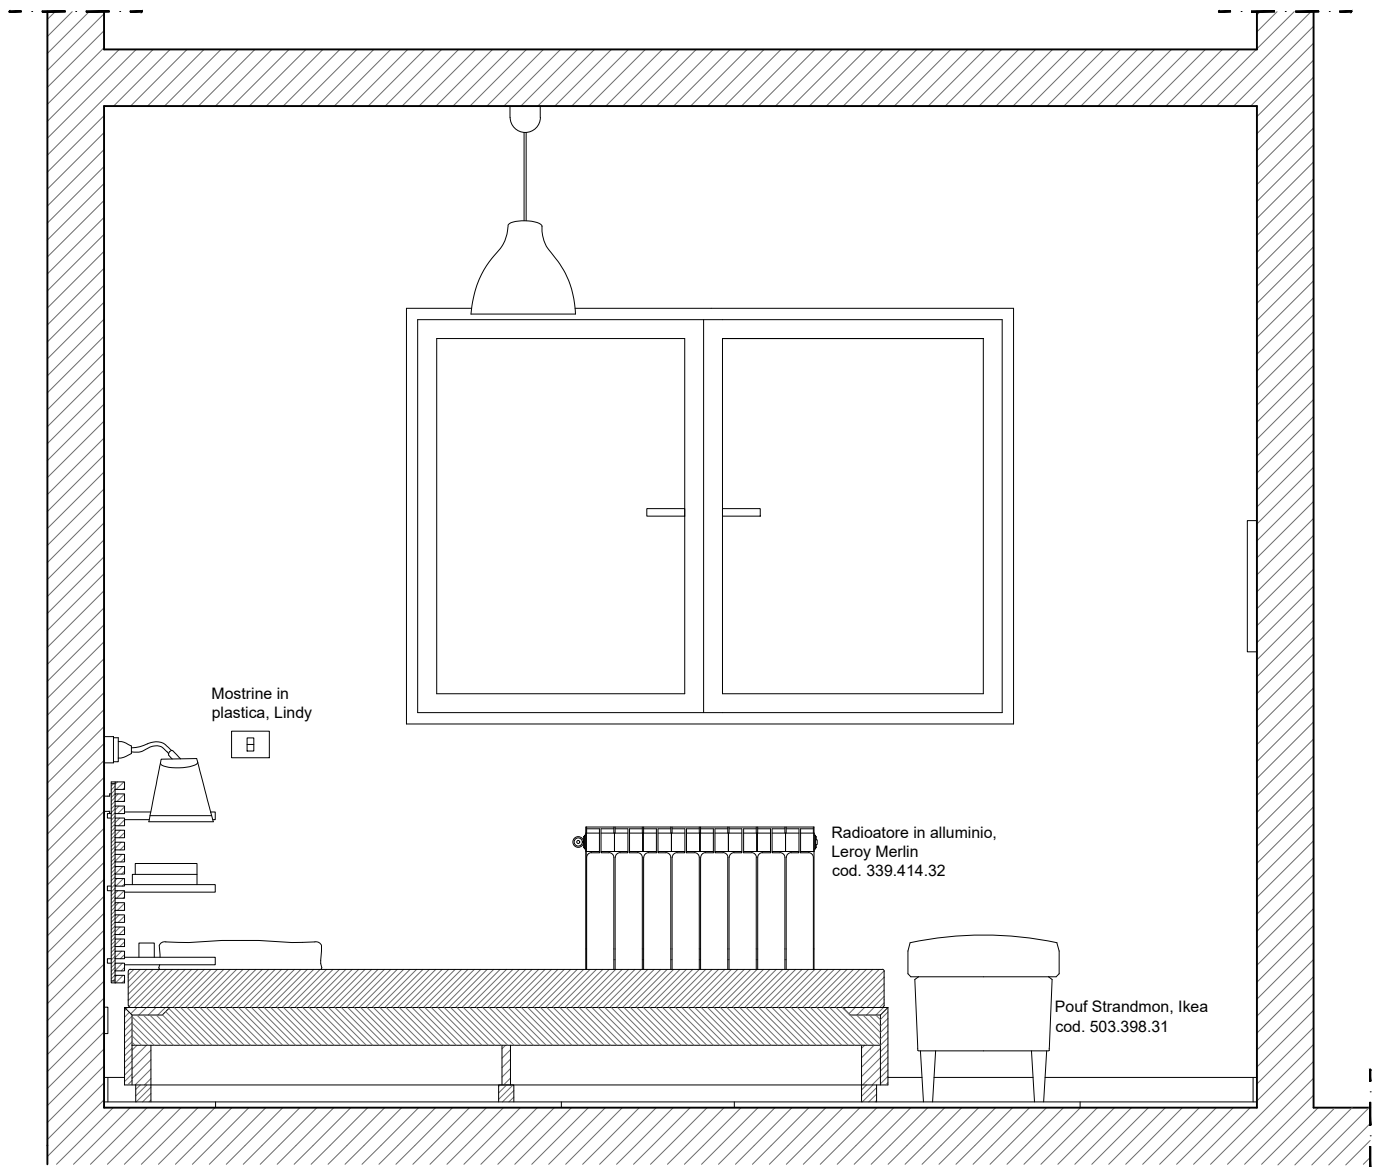 Mostrine in
plastica, Lindy
Radioatore in alluminio,
Leroy Merlin
cod. 339.414.32
Pouf Strandmon, Ikea
cod. 503.398.31